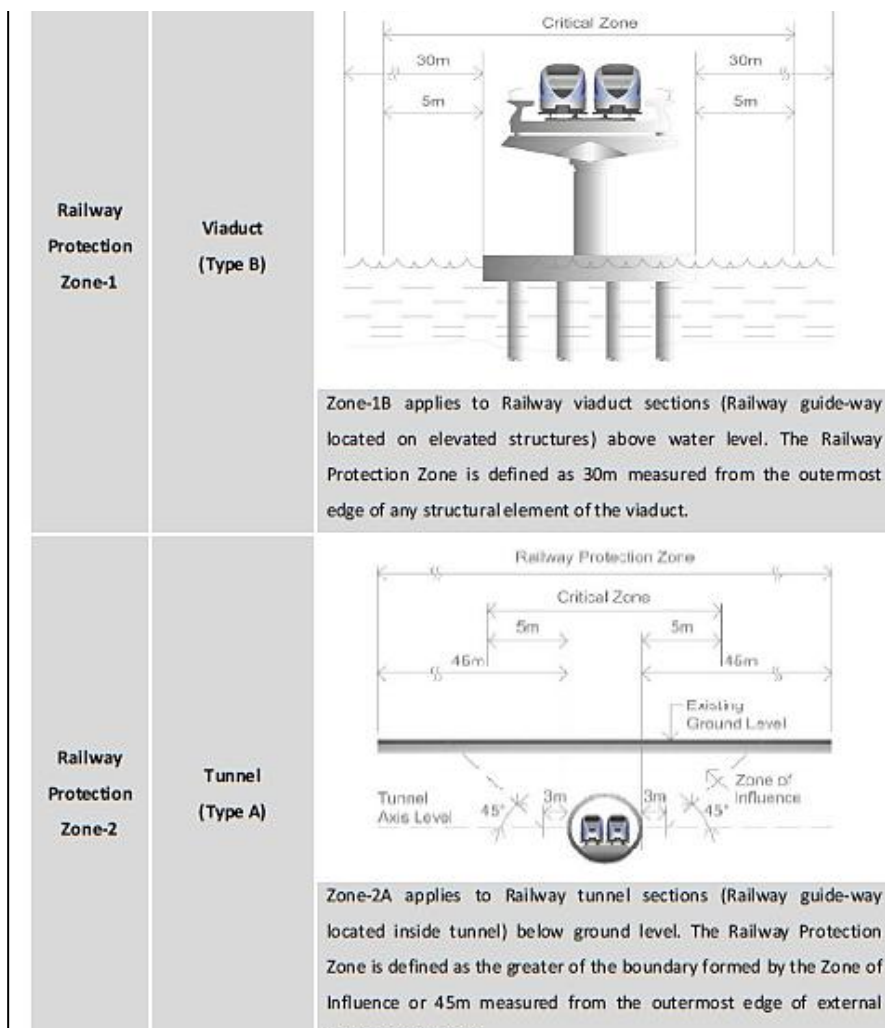 Critical Zone
30m
30m
5m
5m
Railway
Protection
Zone-1
Viaduct
(Type B)
Zone-1B applies to Railway viaduct sections (Railway guide-way
located on elevated structures) above water level. The Railway
Protection Zone is defined as 30m measured from the outermost
edge of any structural element of the viaduct.
Railway Protection Zone
Critical Zone
5m
5m
45m
45m
Existing
Ground Level
Railway
Protection
Zone-2
Tunnel
(Type A)
Tunnel
Axis Level
45°
3m
3m
45°
Zone of
Influence
Zone-2A applies to Railway tunnel sections (Railway guide-way
located inside tunnel) below ground level. The Railway Protection
Zone is defined as the greater of the boundary formed by the Zone of
Influence or 45m measured from the outermost edge of external